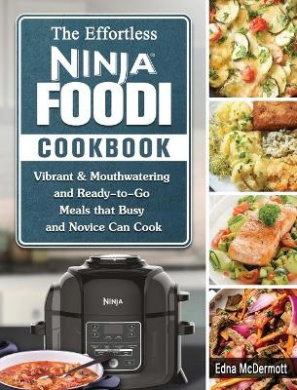 The Effortless
NINJA
FOODI
COOKBOOK
Vibrant & Mouthwatering
and Ready-to-Go
Meals that Busy
and Novice Can Cook
NINJA
Edna McDermott